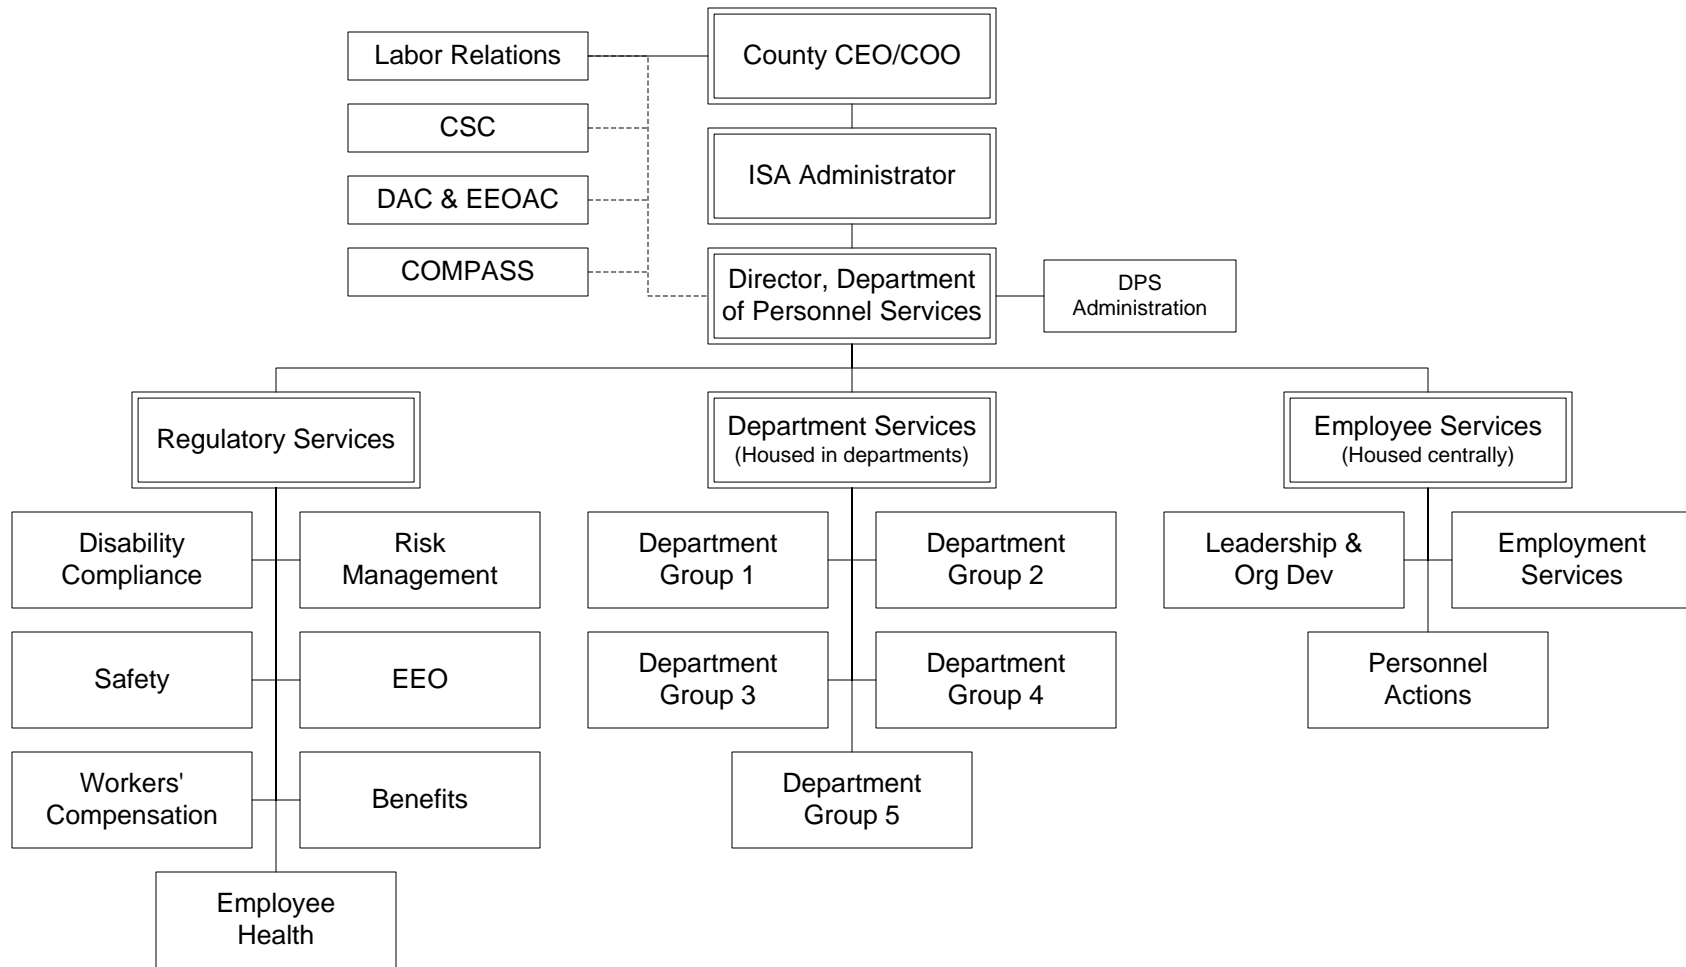 Labor Relations
County CEO/COO
CSC
ISA Administrator
DAC & EEOAC
COMPASS
Director, Department
of Personnel Services
DPS
Administration
Regulatory Services
Department Services
(Housed in departments)
Employee Services
(Housed centrally)
Disability
Compliance
Risk
Management
Department
Group 1
Department
Group 2
Leadership &
Org Dev
Employment
Services
Safety
EEO
Department
Group 3
Department
Group 4
Personnel
Actions
Workers'
Compensation
Benefits
Department
Group 5
Employee
Health